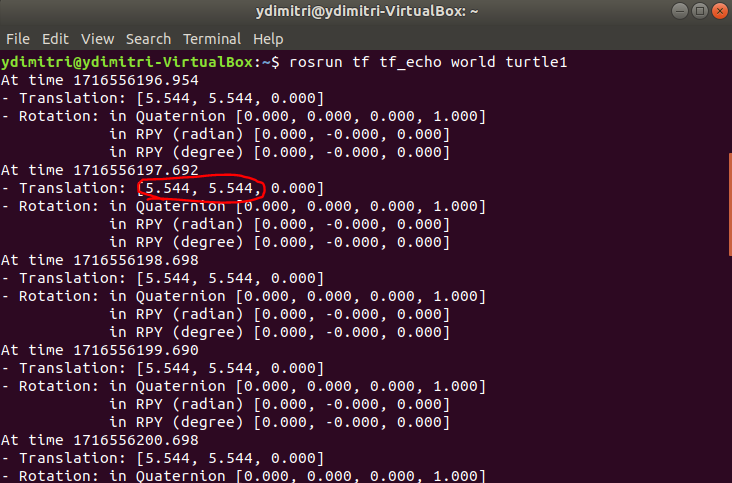 ydimitri@ydimitri-VirtualBox: ~
File Edit View Search Terminal Help
ydimitri@ydimitri-VirtualBox:~$ rosrun tf tf_echo world turtle1
At time 1716556196.954
- Translation: [5.544, 5.544, 0.000]
- Rotation: in Quaternion [0.000, 0.000, 0.000, 1.000]
            in RPY (radian) [0.000, -0.000, 0.000]
            in RPY (degree) [0.000, -0.000, 0.000]
At time 1716556197.692
- Translation: [5.544, 5.544, 0.000]
- Rotation: in Quaternion [0.000, 0.000, 0.000, 1.000]
            in RPY (radian) [0.000, -0.000, 0.000]
            in RPY (degree) [0.000, -0.000, 0.000]
At time 1716556198.698
- Translation: [5.544, 5.544, 0.000]
- Rotation: in Quaternion [0.000, 0.000, 0.000, 1.000]
            in RPY (radian) [0.000, -0.000, 0.000]
            in RPY (degree) [0.000, -0.000, 0.000]
At time 1716556199.690
- Translation: [5.544, 5.544, 0.000]
- Rotation: in Quaternion [0.000, 0.000, 0.000, 1.000]
            in RPY (radian) [0.000, -0.000, 0.000]
            in RPY (degree) [0.000, -0.000, 0.000]
At time 1716556200.698
- Translation: [5.544, 5.544, 0.000]
- Rotation: in Quaternion [0.000, 0.000, 0.000, 1.000]